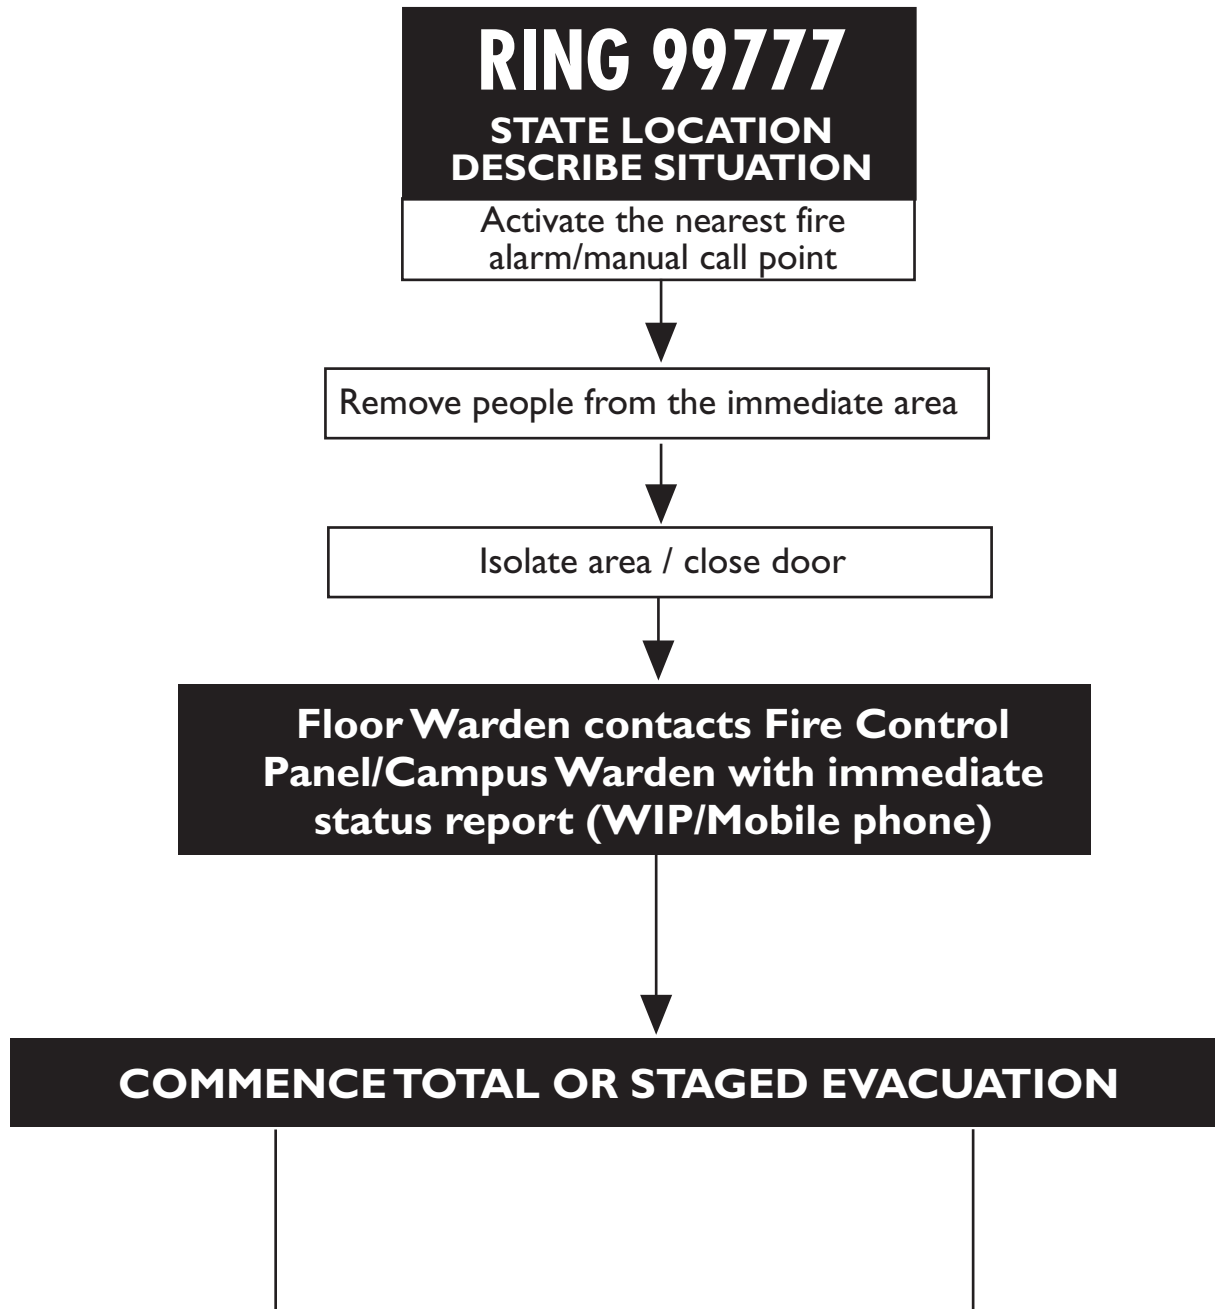 RING 99777
STATE LOCATION
DESCRIBE SITUATION
Activate the nearest fire
alarm/manual call point
Remove people from the immediate area
Isolate area / close door
Floor Warden contacts Fire Control
Panel/Campus Warden with immediate
status report (WIP/Mobile phone)
COMMENCE TOTAL OR STAGED EVACUATION